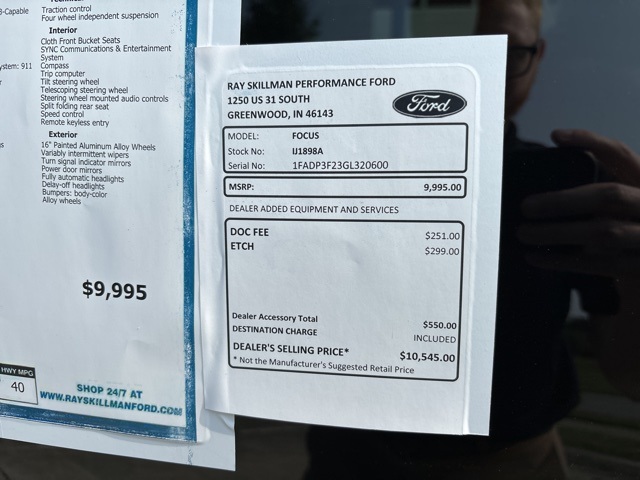 Traction control
Four wheel independent suspension
Interior
Cloth Front Bucket Seats
SYNC Communications & Entertainment
System
Compass
Trip computer
Tilt steering wheel
Telescoping steering wheel
Steering wheel mounted audio controls
Split folding rear seat
Speed control
Remote keyless entry
Exterior
16" Painted Aluminum Alloy Wheels
Variably intermittent wipers
Turn signal indicator mirrors
Power door mirrors
Fully automatic headlights
Delay-off headlights
Bumpers: body-color
Alloy wheels
-Capable
ystem: 911
$9,995
HWY MPG
40
SHOP 24/7 AT
WWW.RAYSKILLMANFORD.COM
RAY SKILLMAN PERFORMANCE FORD
1250 US 31 SOUTH
GREENWOOD, IN 46143
Ford
MODEL: FOCUS
Stock No: IJ1898A
Serial No: 1FADP3F23GL320600
MSRP: 9,995.00
DEALER ADDED EQUIPMENT AND SERVICES
DOC FEE $251.00
ETCH $299.00
Dealer Accessory Total $550.00
DESTINATION CHARGE INCLUDED
DEALER'S SELLING PRICE* $10,545.00
* Not the Manufacturer's Suggested Retail Price